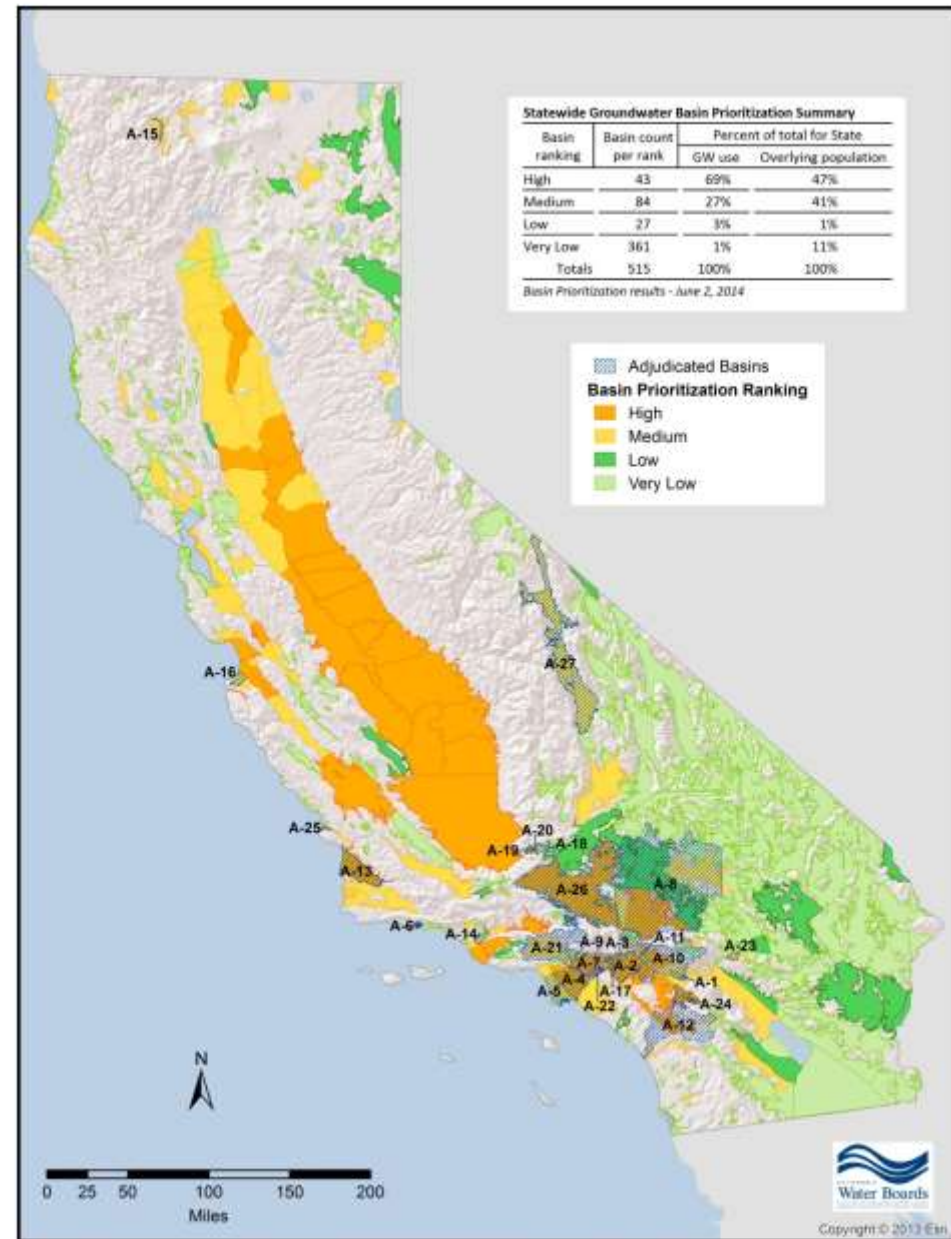 A-15
Statewide Groundwater Basin Prioritization Summary
Basin ranking Basin count per rank Percent of total for State
GW use Overlying population
High 43 69% 47%
Medium 84 27% 41%
Low 27 3% 1%
Very Low 361 1% 11%
Totals 515 100% 100%
Basin Prioritization results - June 2, 2014
Adjudicated Basins
Basin Prioritization Ranking
High
Medium
Low
Very Low
A-27
A-16
A-25
A-20
A-19
A-18
A-13
A-26
A-8
A-6
A-14
A-21
A-9
A-3
A-11
A-23
A-7
A-2
A-10
A-4
A-1
A-5
A-17
A-22
A-24
A-12
N
0 25 50 100 150 200
Miles
Water Boards
Copyright © 2013 Esri